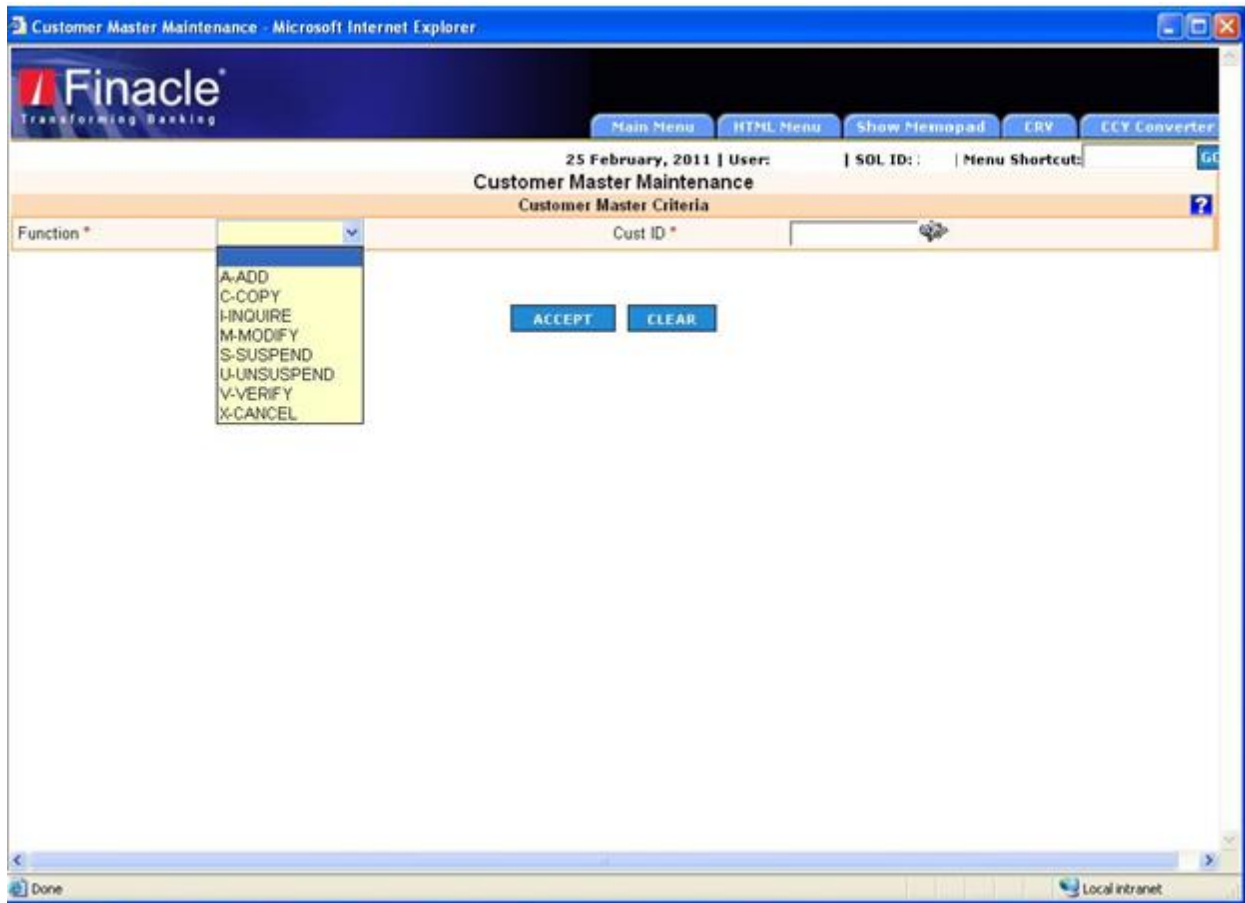 Customer Master Maintenance - Microsoft Internet Explorer
Finacle®
Transforming Banking
Main Menu HTML Menu Show Memopad CRV CCY Converter
25 February, 2011 | User: | SOL ID: : | Menu Shortcut: GO
Customer Master Maintenance
Customer Master Criteria ?
Function * Cust ID *
A-ADD
C-COPY
I-INQUIRE
M-MODIFY
S-SUSPEND
U-UNSUSPEND
V-VERIFY
X-CANCEL
ACCEPT CLEAR
Done Local intranet